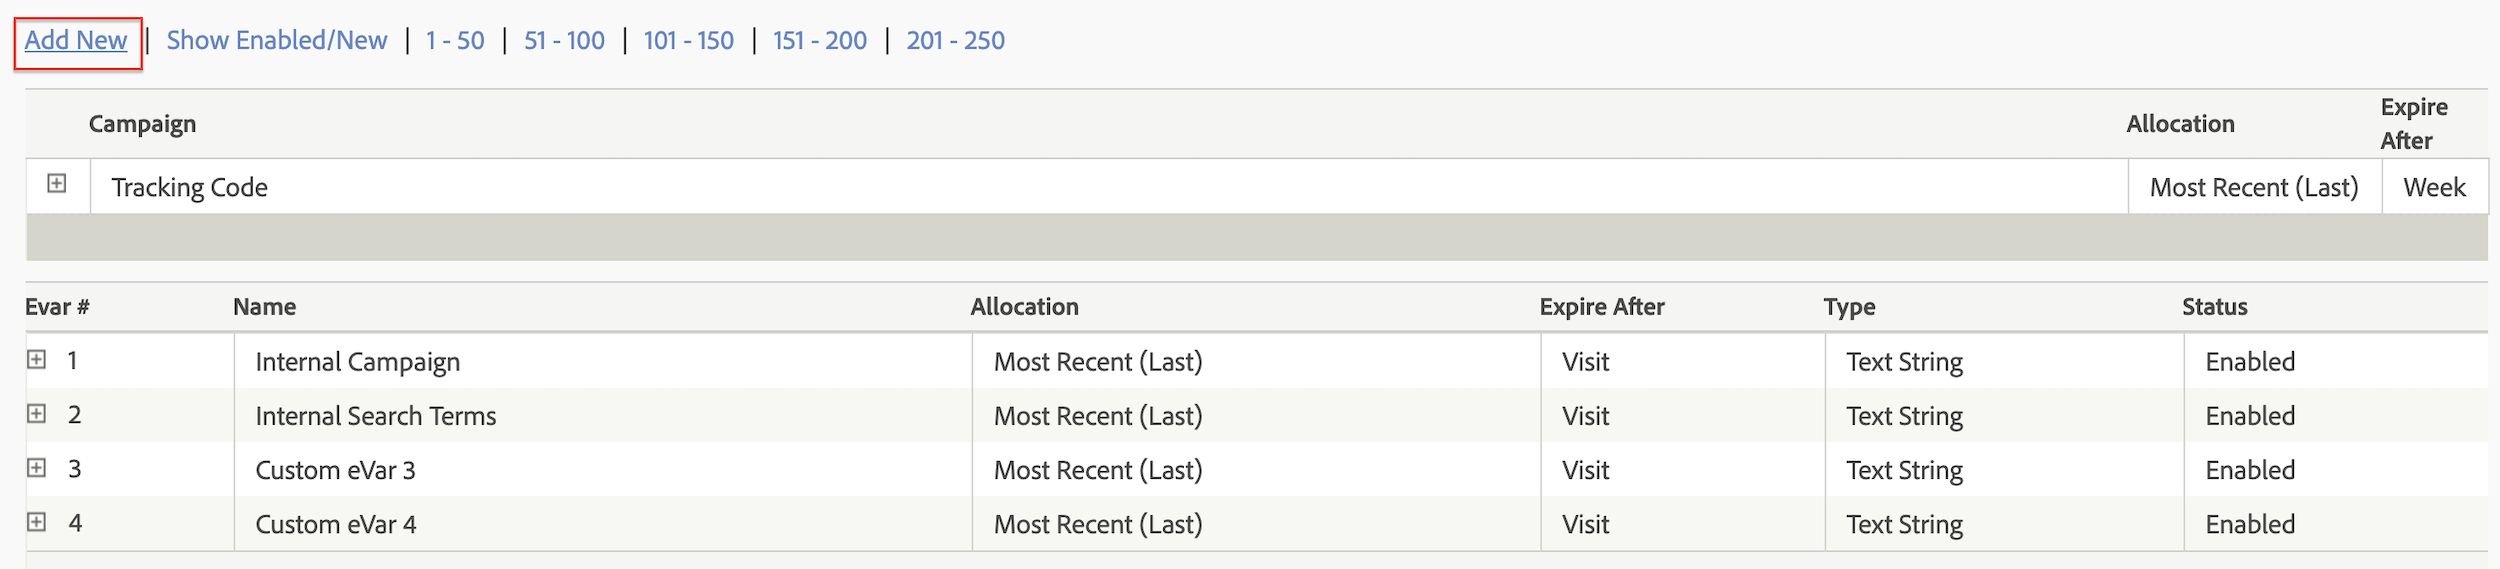 Add New | Show Enabled/New | 1 - 50 | 51 - 100 | 101 - 150 | 151 - 200 | 201 - 250
Campaign Allocation Expire After
Tracking Code Most Recent (Last) Week
Evar # Name Allocation Expire After Type Status
1 Internal Campaign Most Recent (Last) Visit Text String Enabled
2 Internal Search Terms Most Recent (Last) Visit Text String Enabled
3 Custom eVar 3 Most Recent (Last) Visit Text String Enabled
4 Custom eVar 4 Most Recent (Last) Visit Text String Enabled